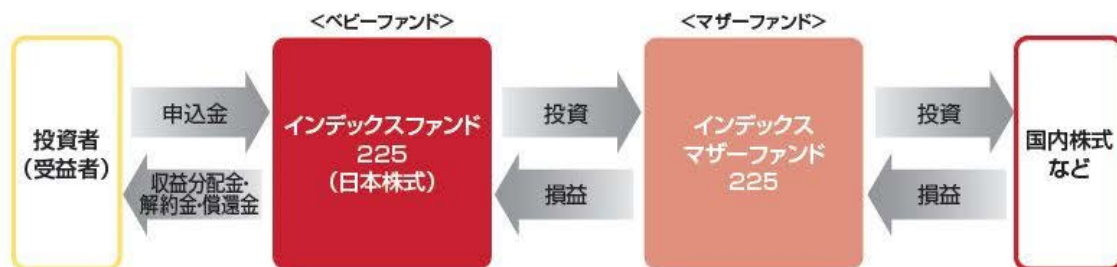 <ベビーファンド>
<マザーファンド>
投資者
(受益者)
申込金
収益分配金・
解約金・償還金
インデックスファンド
225
(日本株式)
投資
損益
インデックス
マザーファンド
225
投資
損益
国内株式
など